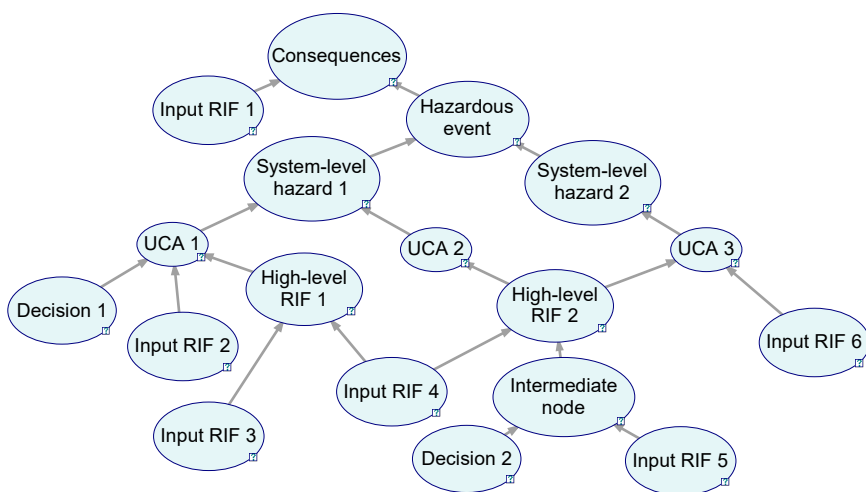 Consequences
Input RIF 1
Hazardous
event
System-level
hazard 1
System-level
hazard 2
UCA 1
UCA 2
UCA 3
High-level
RIF 1
High-level
RIF 2
Decision 1
Input RIF 2
Input RIF 6
Input RIF 4
Intermediate
node
Input RIF 3
Decision 2
Input RIF 5